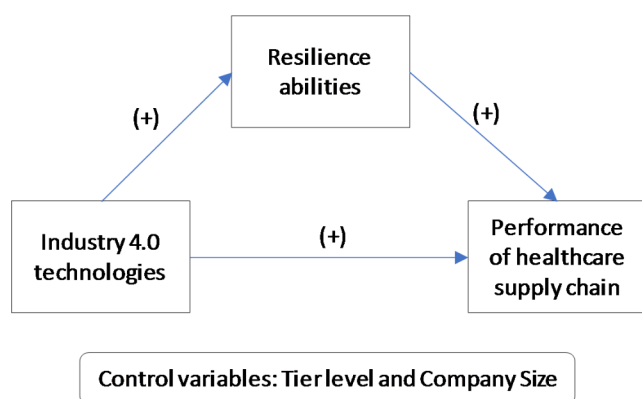 Resilience
abilities
(+)
(+)
Industry 4.0
technologies
(+)
Performance
of healthcare
supply chain
Control variables: Tier level and Company Size